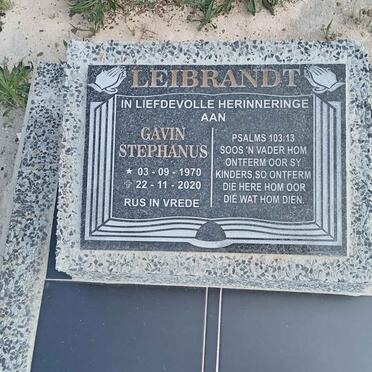 LEIBRANDT
IN LIEFDEVOLLE HERINNERINGE
AAN
GAVIN
STEPHANUS
★ 03 - 09 - 1970
✞ 22 - 11 - 2020
RUS IN VREDE
PSALMS 103:13
SOOS 'N VADER HOM
ONTFERM OOR SY
KINDERS,SO ONTFERM
DIE HERE HOM OOR
DIÉ WAT HOM DIEN.